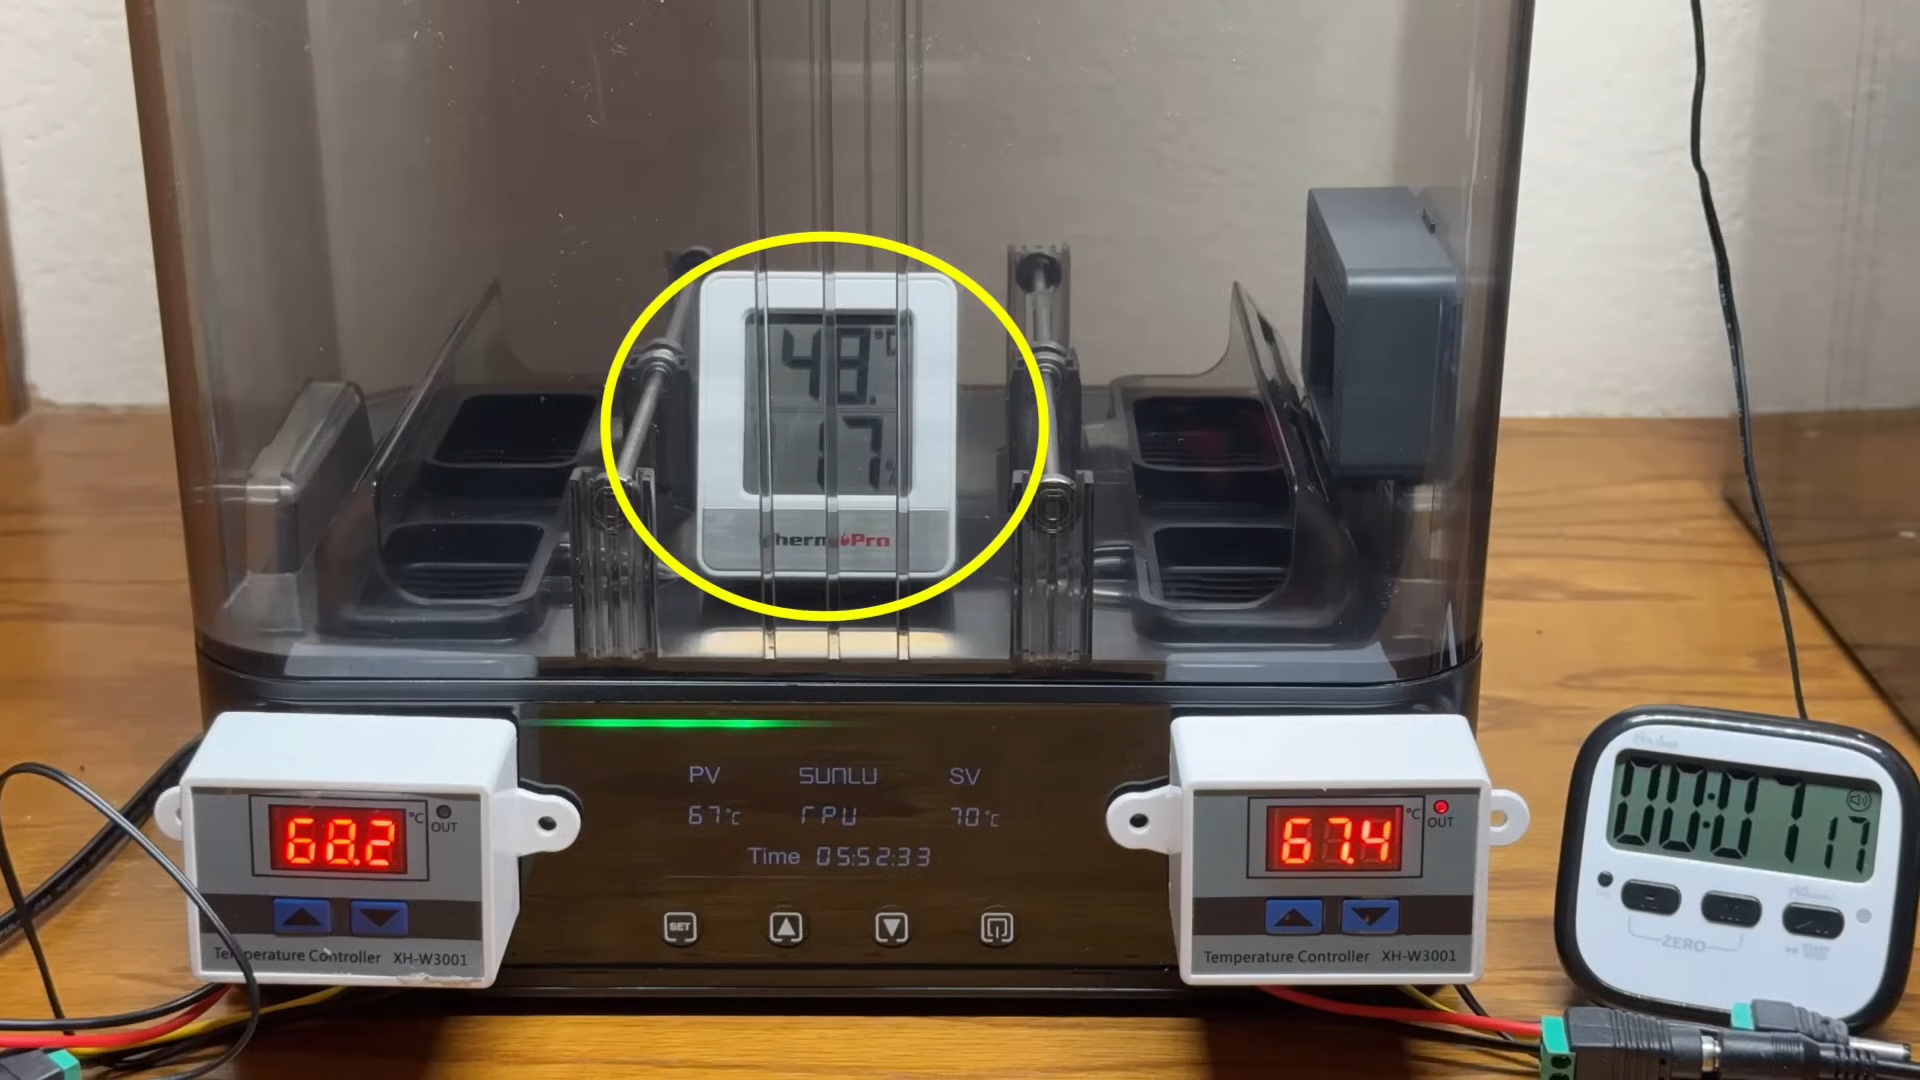 48.°C
17%
ThermoPro
PV SUNLU SV
67°C TPU 70°C
Time 05:52:33
SET
68.2 °C OUT
Temperature Controller XH-W3001
67.4 °C OUT
Temperature Controller XH-W3001
00:07 17
ZERO